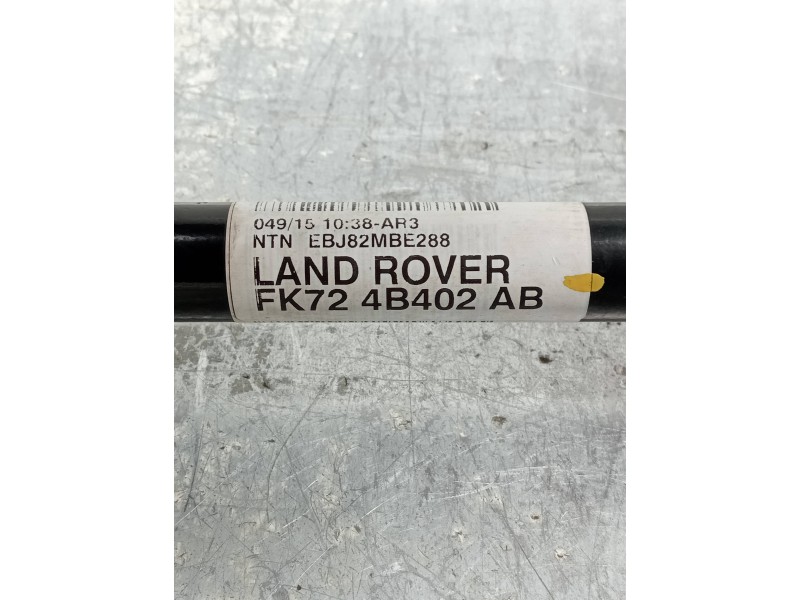 049/15 10:38-AR3
NTN EBJ82MBE288
LAND ROVER
FK72 4B402 AB